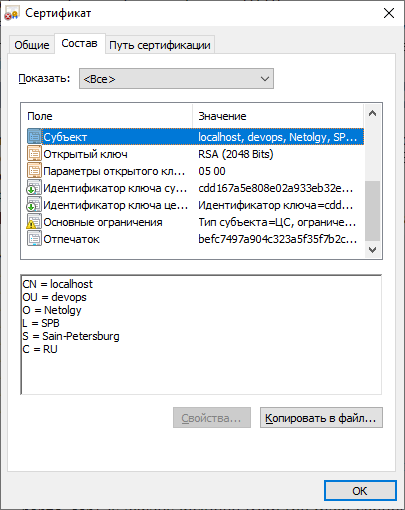 Сертификат
Общие Состав Путь сертификации
Показать: <Все>
Поле Значение
Субъект localhost, devops, Netolgy, SP...
Открытый ключ RSA (2048 Bits)
Параметры открытого кл... 05 00
Идентификатор ключа су... cdd167a5e808e02a933eb32e...
Идентификатор ключа це... Идентификатор ключа=cdd...
Основные ограничения Тип субъекта=ЦС, ограниче...
Отпечаток befc7497a904c323a5f35f7b2c...
CN = localhost
OU = devops
O = Netolgy
L = SPB
S = Sain-Petersburg
C = RU
Свойства... Копировать в файл...
OK